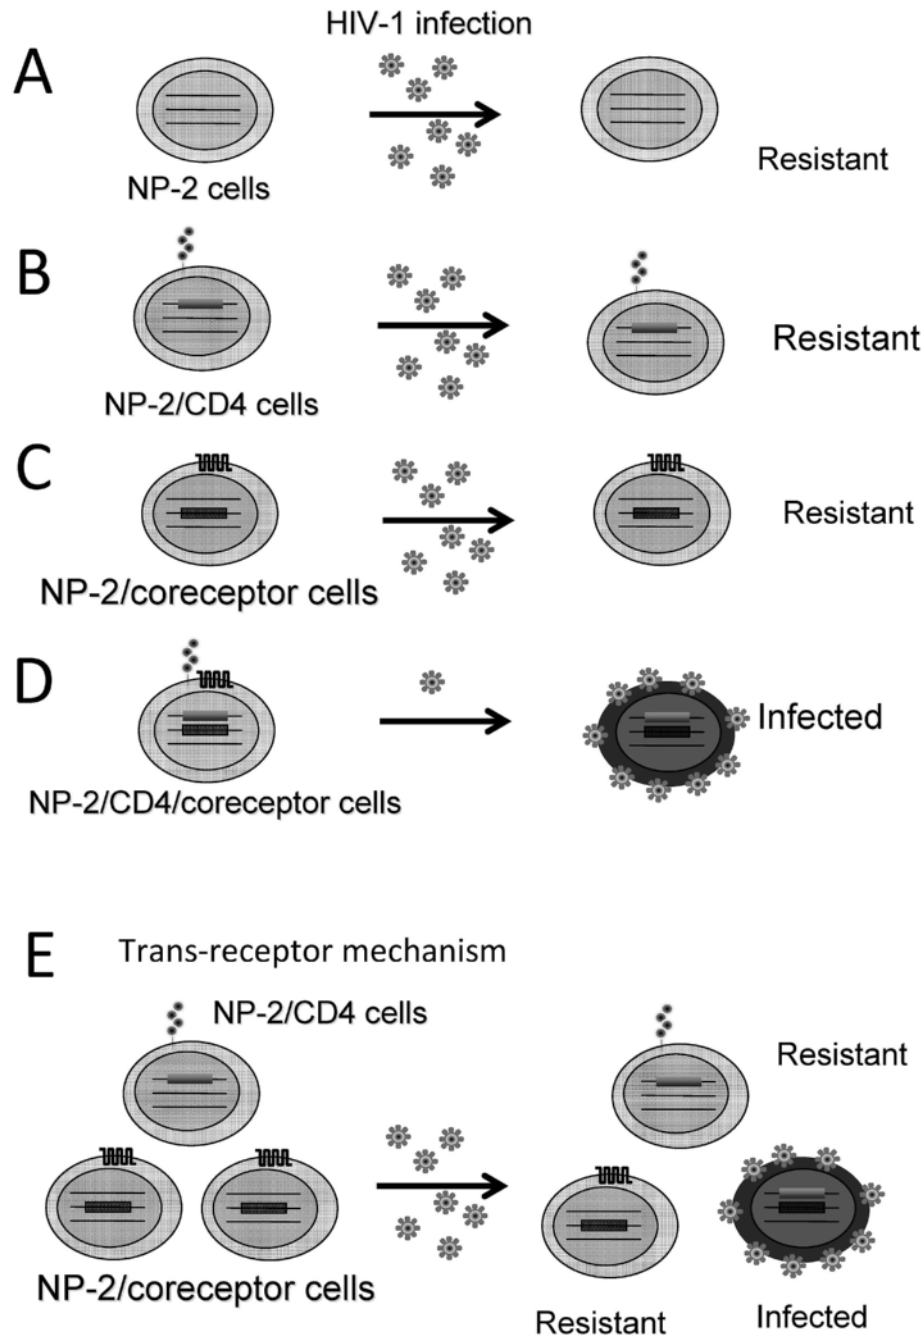 HIV-1 infection
A
NP-2 cells
Resistant
B
NP-2/CD4 cells
Resistant
C
NP-2/coreceptor cells
Resistant
D
NP-2/CD4/coreceptor cells
Infected
E
Trans-receptor mechanism
NP-2/CD4 cells
Resistant
NP-2/coreceptor cells
Resistant
Infected